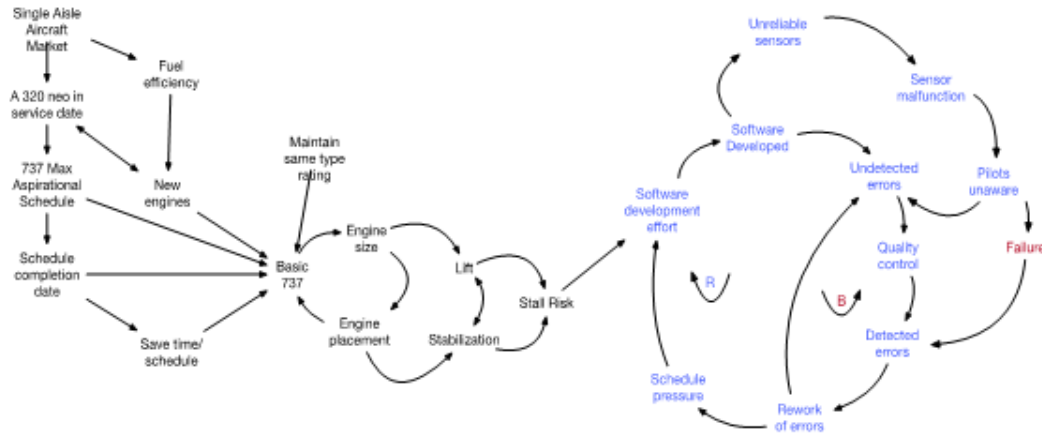 Single Aisle
Aircraft
Market
Fuel
efficiency
A 320 neo in
service date
737 Max
Aspirational
Schedule
New
engines
Schedule
completion
date
Save time/
schedule
Maintain
same type
rating
Basic
737
Engine
size
Engine
placement
Lift
Stabilization
Stall Risk
Software
development
effort
Software
Developed
Unreliable
sensors
Sensor
malfunction
Pilots
unaware
Undetected
errors
Quality
control
Failure
Detected
errors
Rework
of errors
Schedule
pressure
R
B